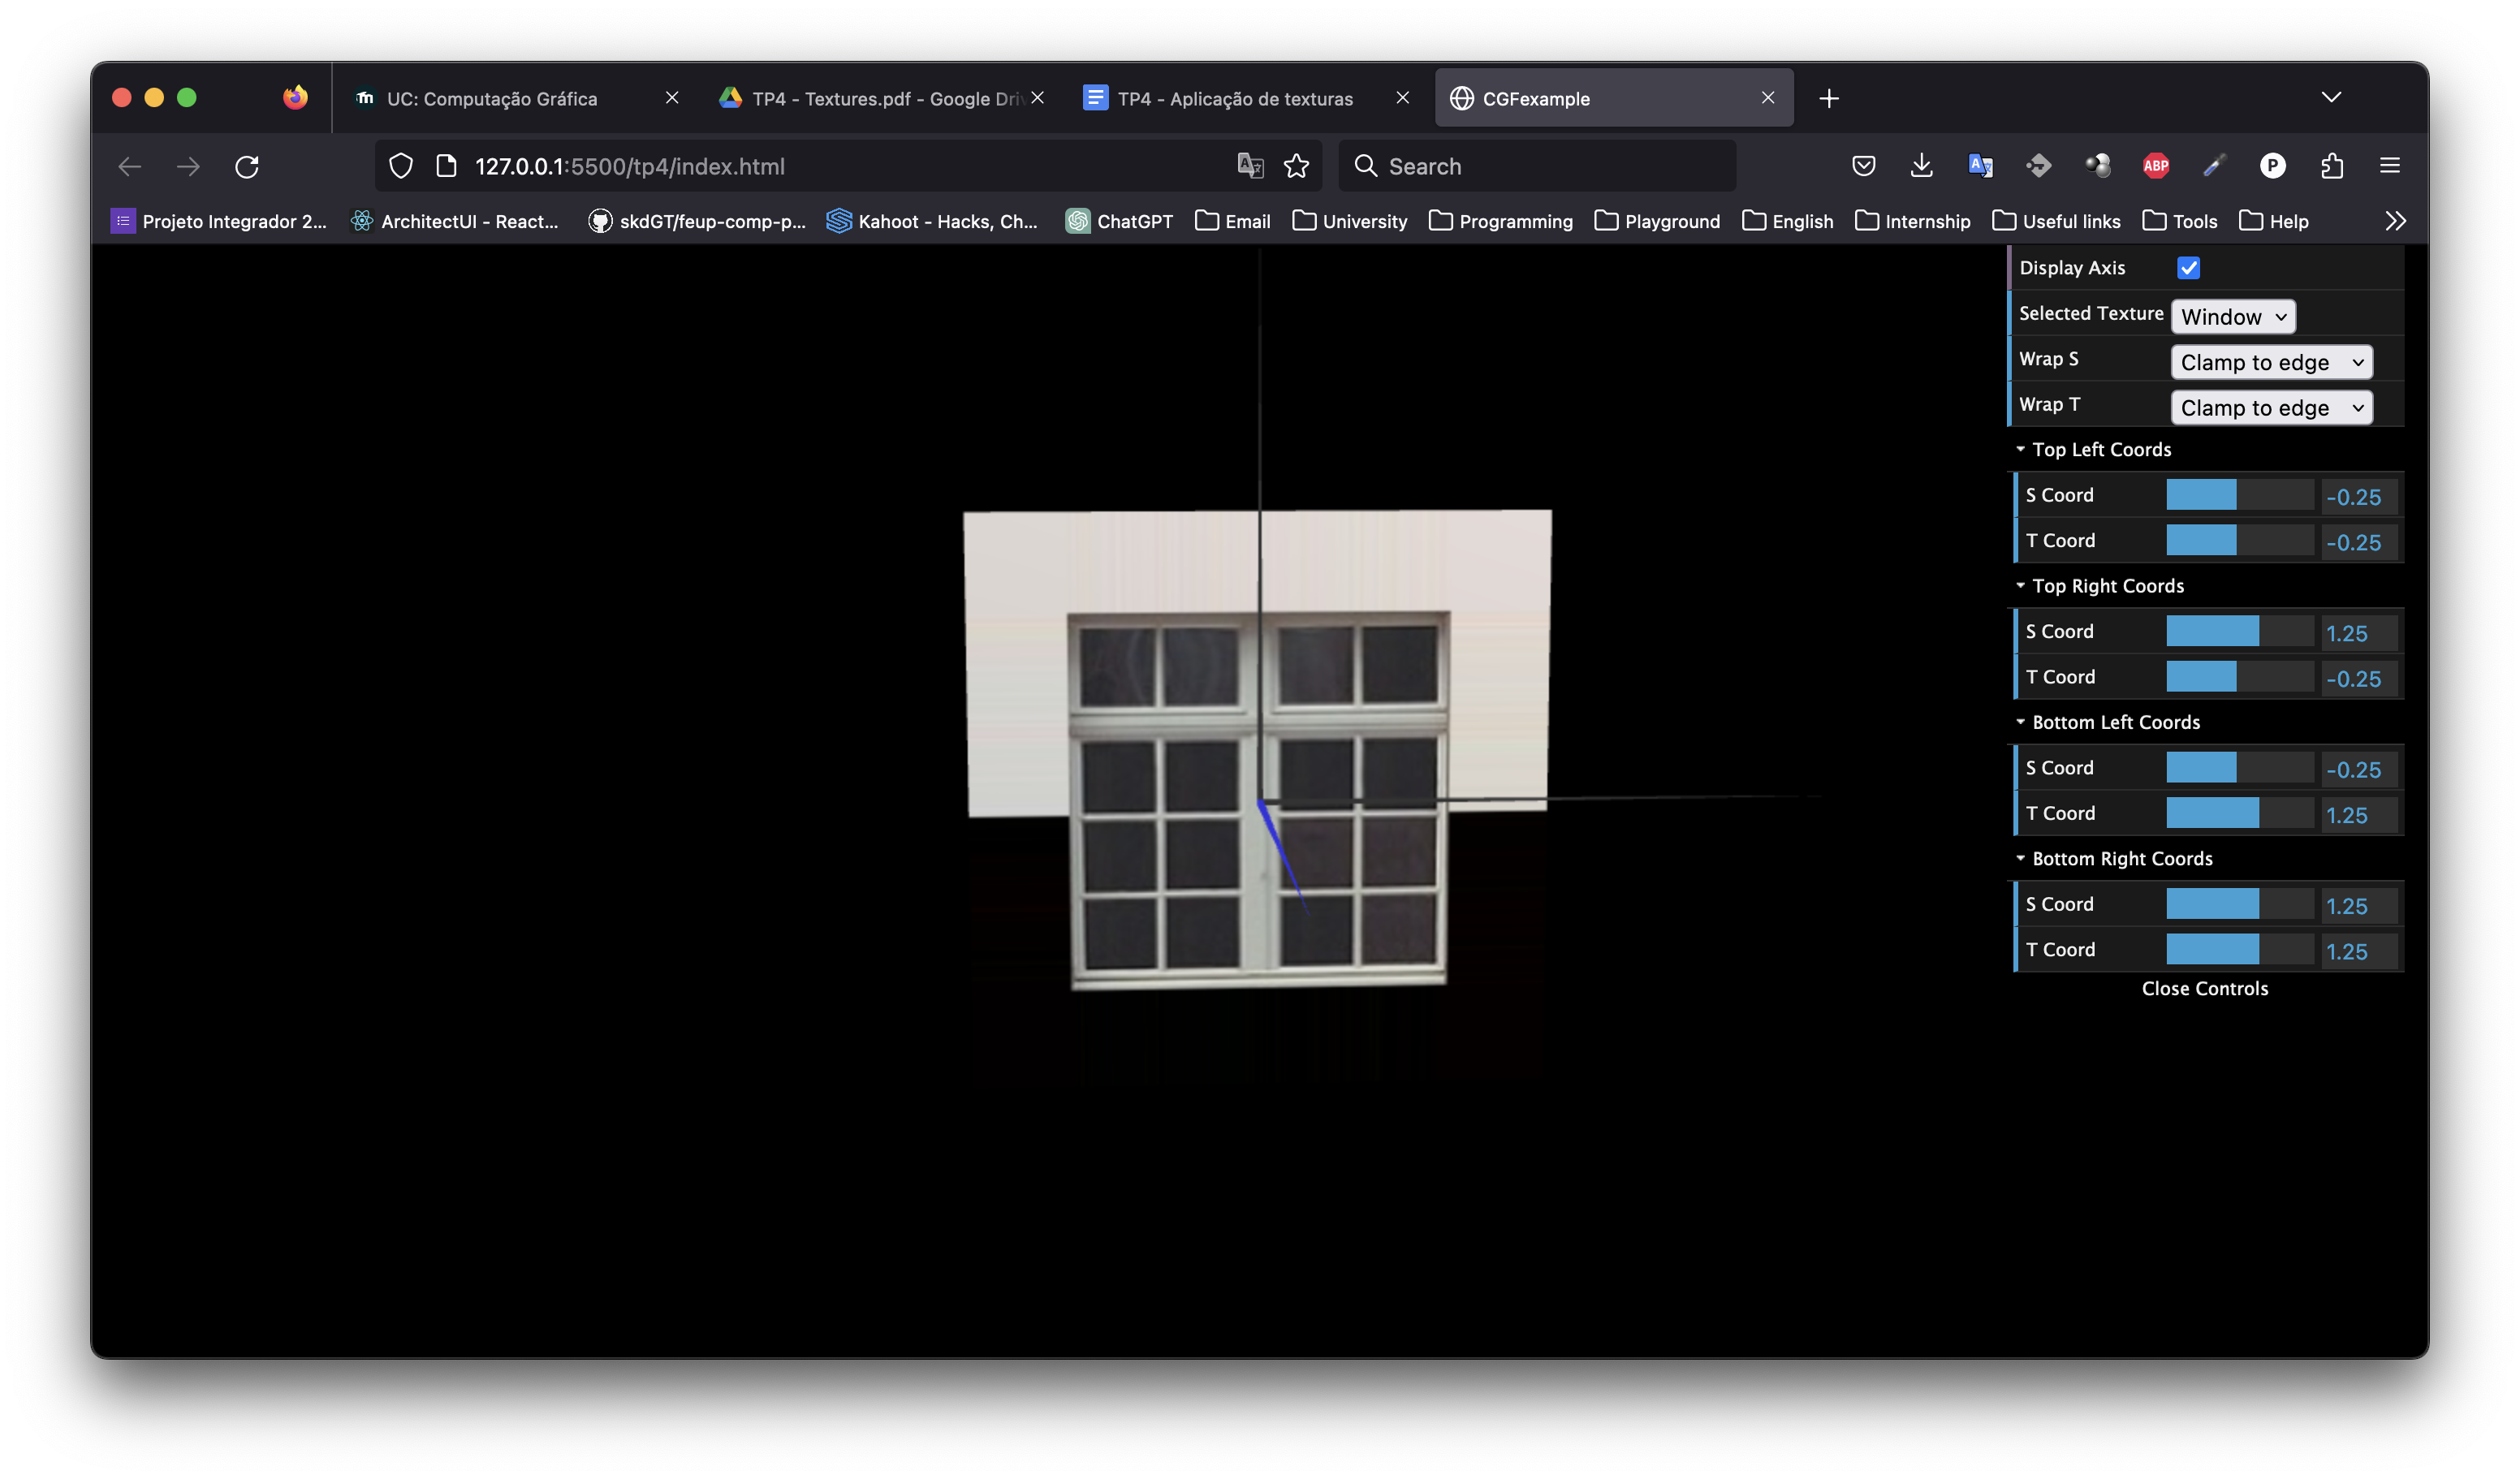 UC: Computação Gráfica
TP4 - Textures.pdf - Google Driv
TP4 - Aplicação de texturas
CGFexample
127.0.0.1:5500/tp4/index.html
Search
ABP
P
Projeto Integrador 2...
ArchitectUI - React...
skdGT/feup-comp-p...
Kahoot - Hacks, Ch...
ChatGPT
Email
University
Programming
Playground
English
Internship
Useful links
Tools
Help
Display Axis
Selected Texture Window
Wrap S Clamp to edge
Wrap T Clamp to edge
Top Left Coords
S Coord -0.25
T Coord -0.25
Top Right Coords
S Coord 1.25
T Coord -0.25
Bottom Left Coords
S Coord -0.25
T Coord 1.25
Bottom Right Coords
S Coord 1.25
T Coord 1.25
Close Controls